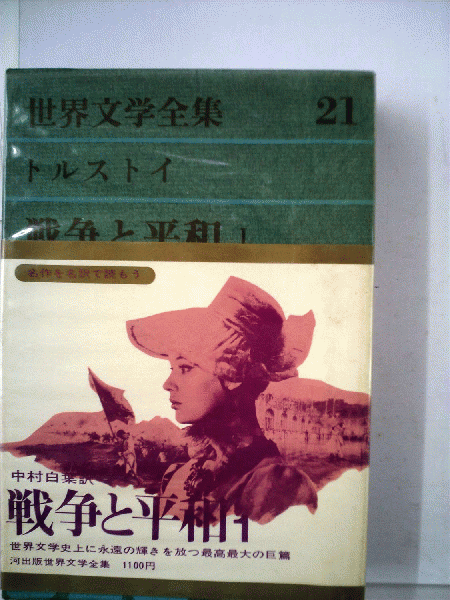 世界文学全集 21
トルストイ
戦争と平和 1
名作を名訳で読もう
中村白葉訳
戦争と平和1
世界文学史上に永遠の輝きを放つ最高最大の巨篇
河出版世界文学全集 1100円